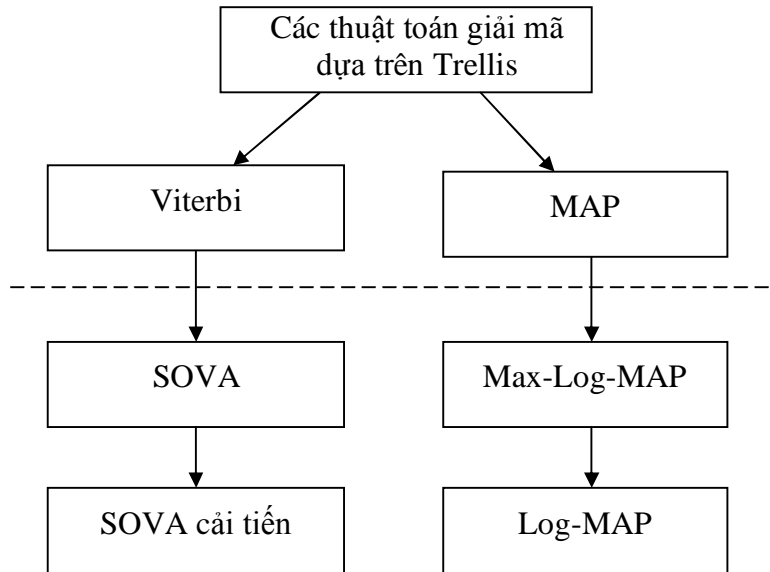 Các thuật toán giải mã
dựa trên Trellis
Viterbi
MAP
SOVA
Max-Log-MAP
SOVA cải tiến
Log-MAP